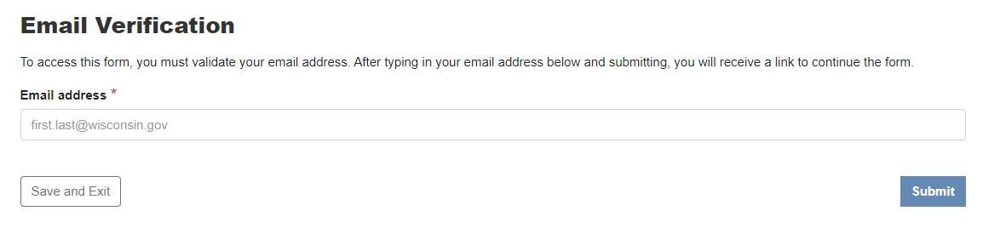 Email Verification
To access this form, you must validate your email address. After typing in your email address below and submitting, you will receive a link to continue the form.
Email address *
first.last@wisconsin.gov
Save and Exit
Submit